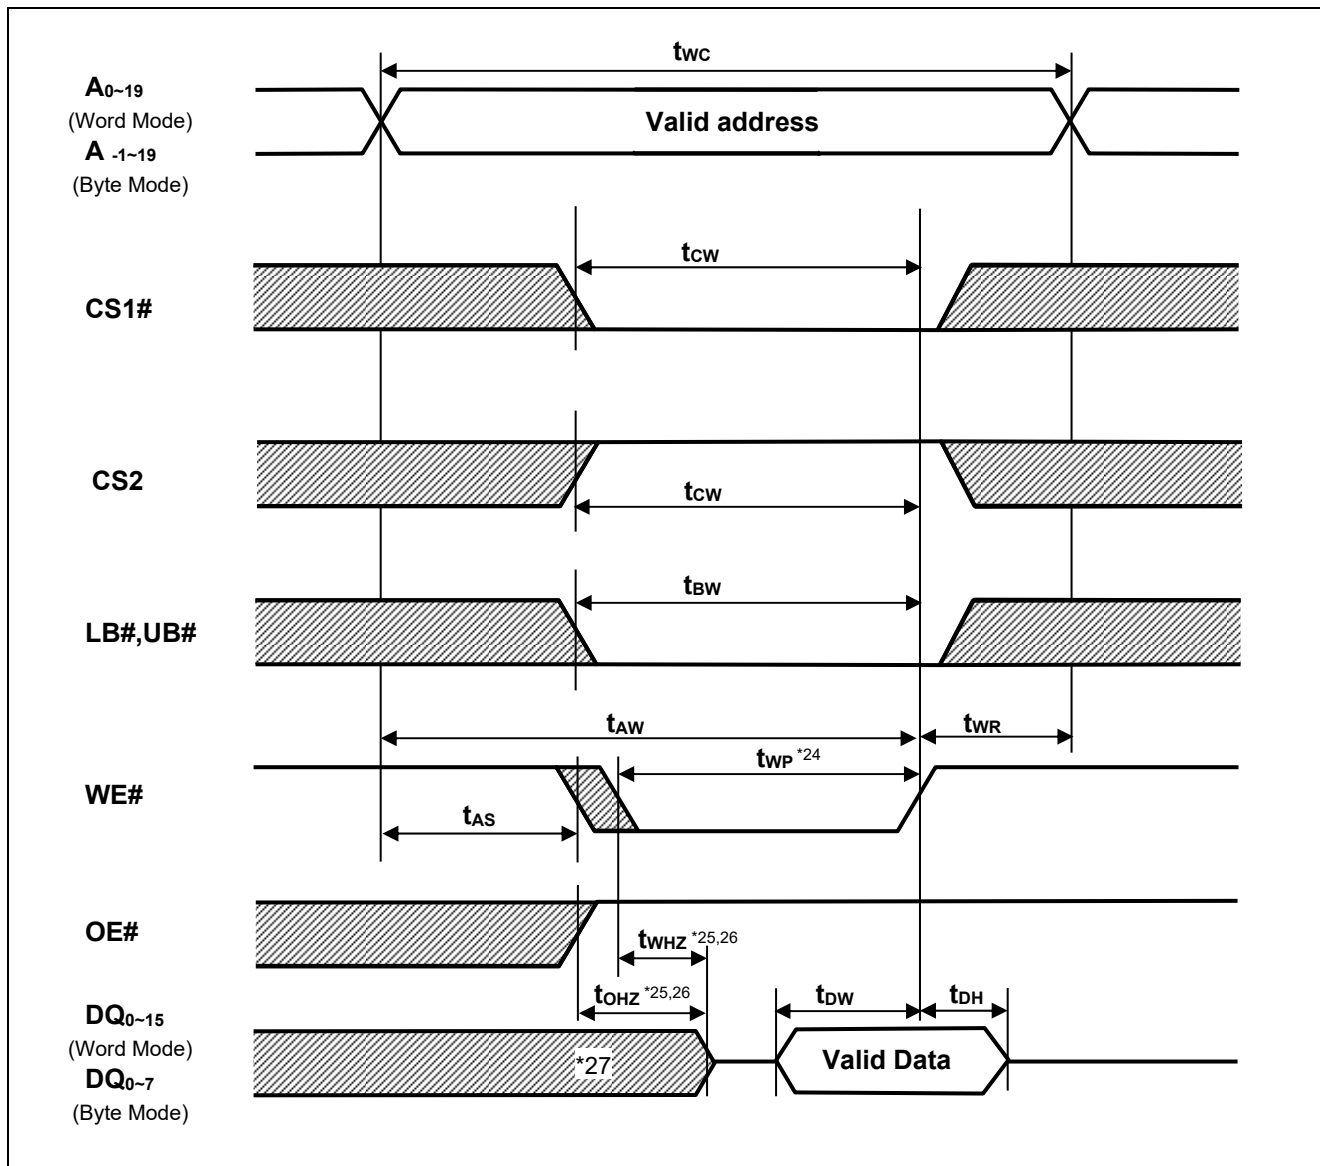 tWC
A0~19
(Word Mode)
Valid address
A -1~19
(Byte Mode)
tCW
CS1#
CS2
tCW
tBW
LB#,UB#
tAW
tWR
tWP *24
WE#
tAS
OE#
tWHZ *25,26
tOHZ *25,26
tDW
tDH
DQ0~15
(Word Mode)
*27
Valid Data
DQ0~7
(Byte Mode)